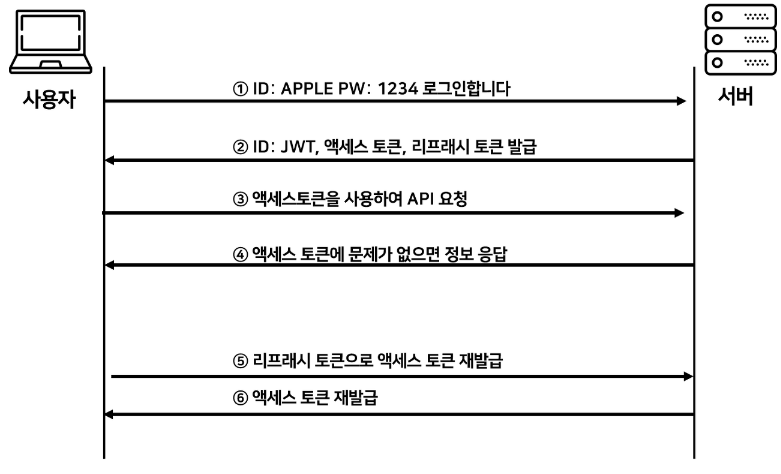 사용자
서버
① ID: APPLE PW: 1234 로그인합니다
② ID: JWT, 액세스 토큰, 리프래시 토큰 발급
③ 액세스토큰을 사용하여 API 요청
④ 액세스 토큰에 문제가 없으면 정보 응답
⑤ 리프래시 토큰으로 액세스 토큰 재발급
⑥ 액세스 토큰 재발급